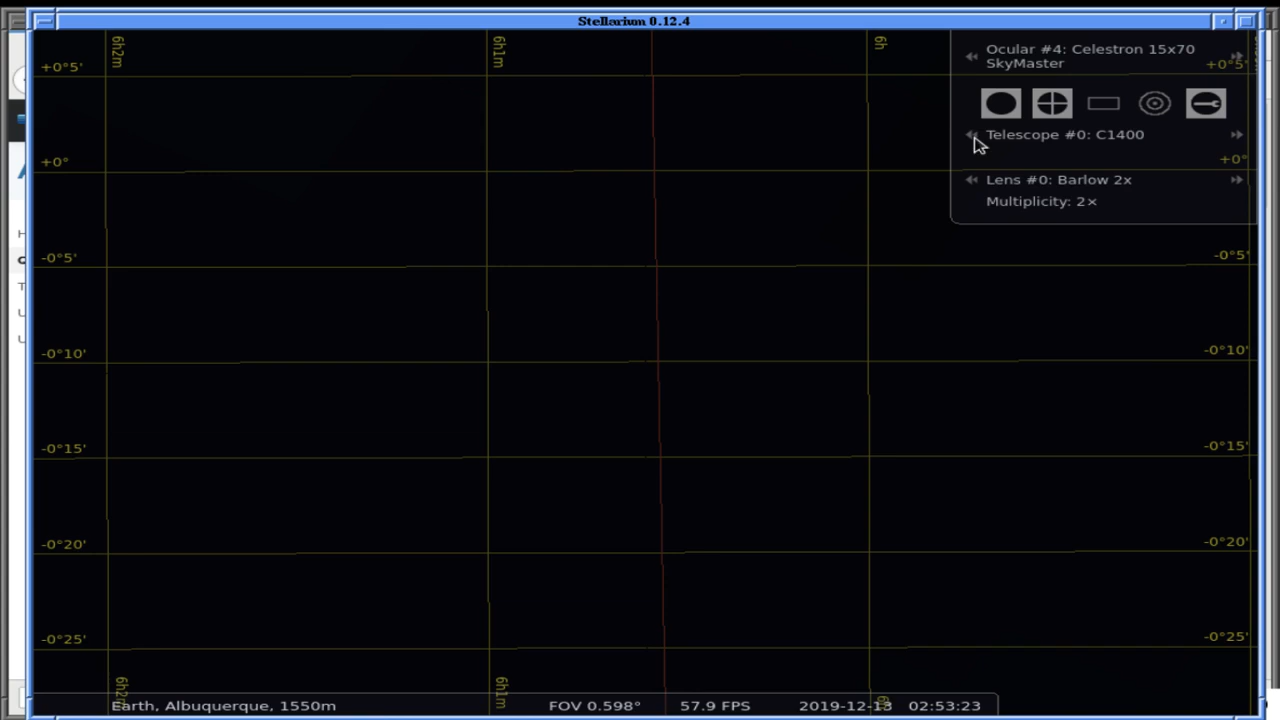 Stellarium 0.12.4
6h2m
6h1m
6h
Ocular #4: Celestron 15x70
SkyMaster
+0°5'
+0°5'
Telescope #0: C1400
+0°
+0°
Lens #0: Barlow 2x
Multiplicity: 2x
-0°5'
-0°5'
-0°10'
-0°10'
-0°15'
-0°15'
-0°20'
-0°20'
-0°25'
-0°25'
6h2m
6h1m
6h
Earth, Albuquerque, 1550m
FOV 0.598°
57.9 FPS
2019-12-13 02:53:23